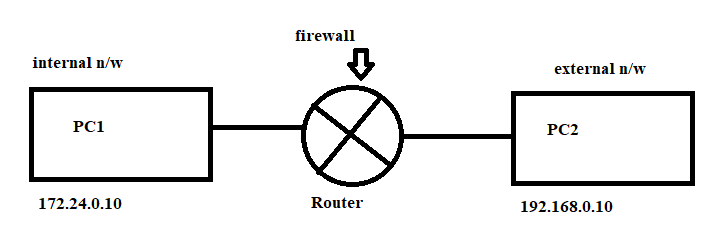 firewall
internal n/w
external n/w
PC1
PC2
172.24.0.10
Router
192.168.0.10